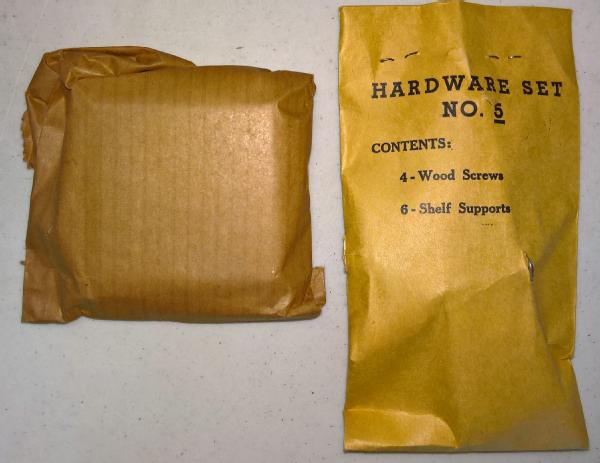 HARDWARE SET
NO. 5
CONTENTS:
4-Wood Screws
6-Shelf Supports